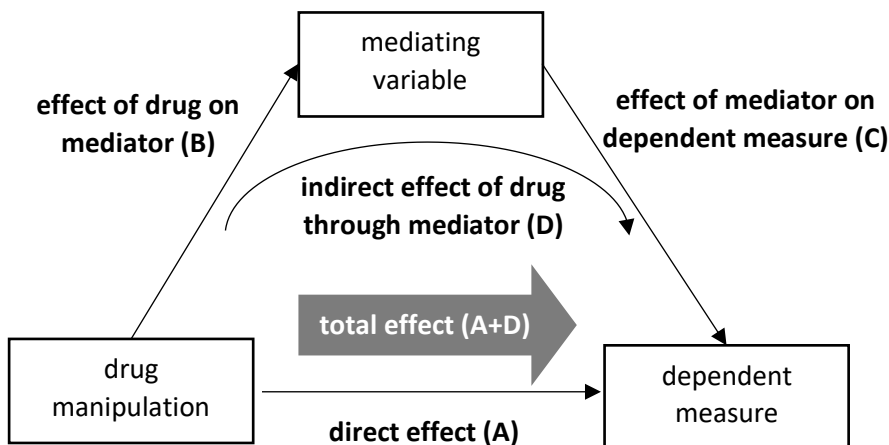 mediating
variable
effect of drug on
mediator (B)
effect of mediator on
dependent measure (C)
indirect effect of drug
through mediator (D)
total effect (A+D)
drug
manipulation
dependent
measure
direct effect (A)